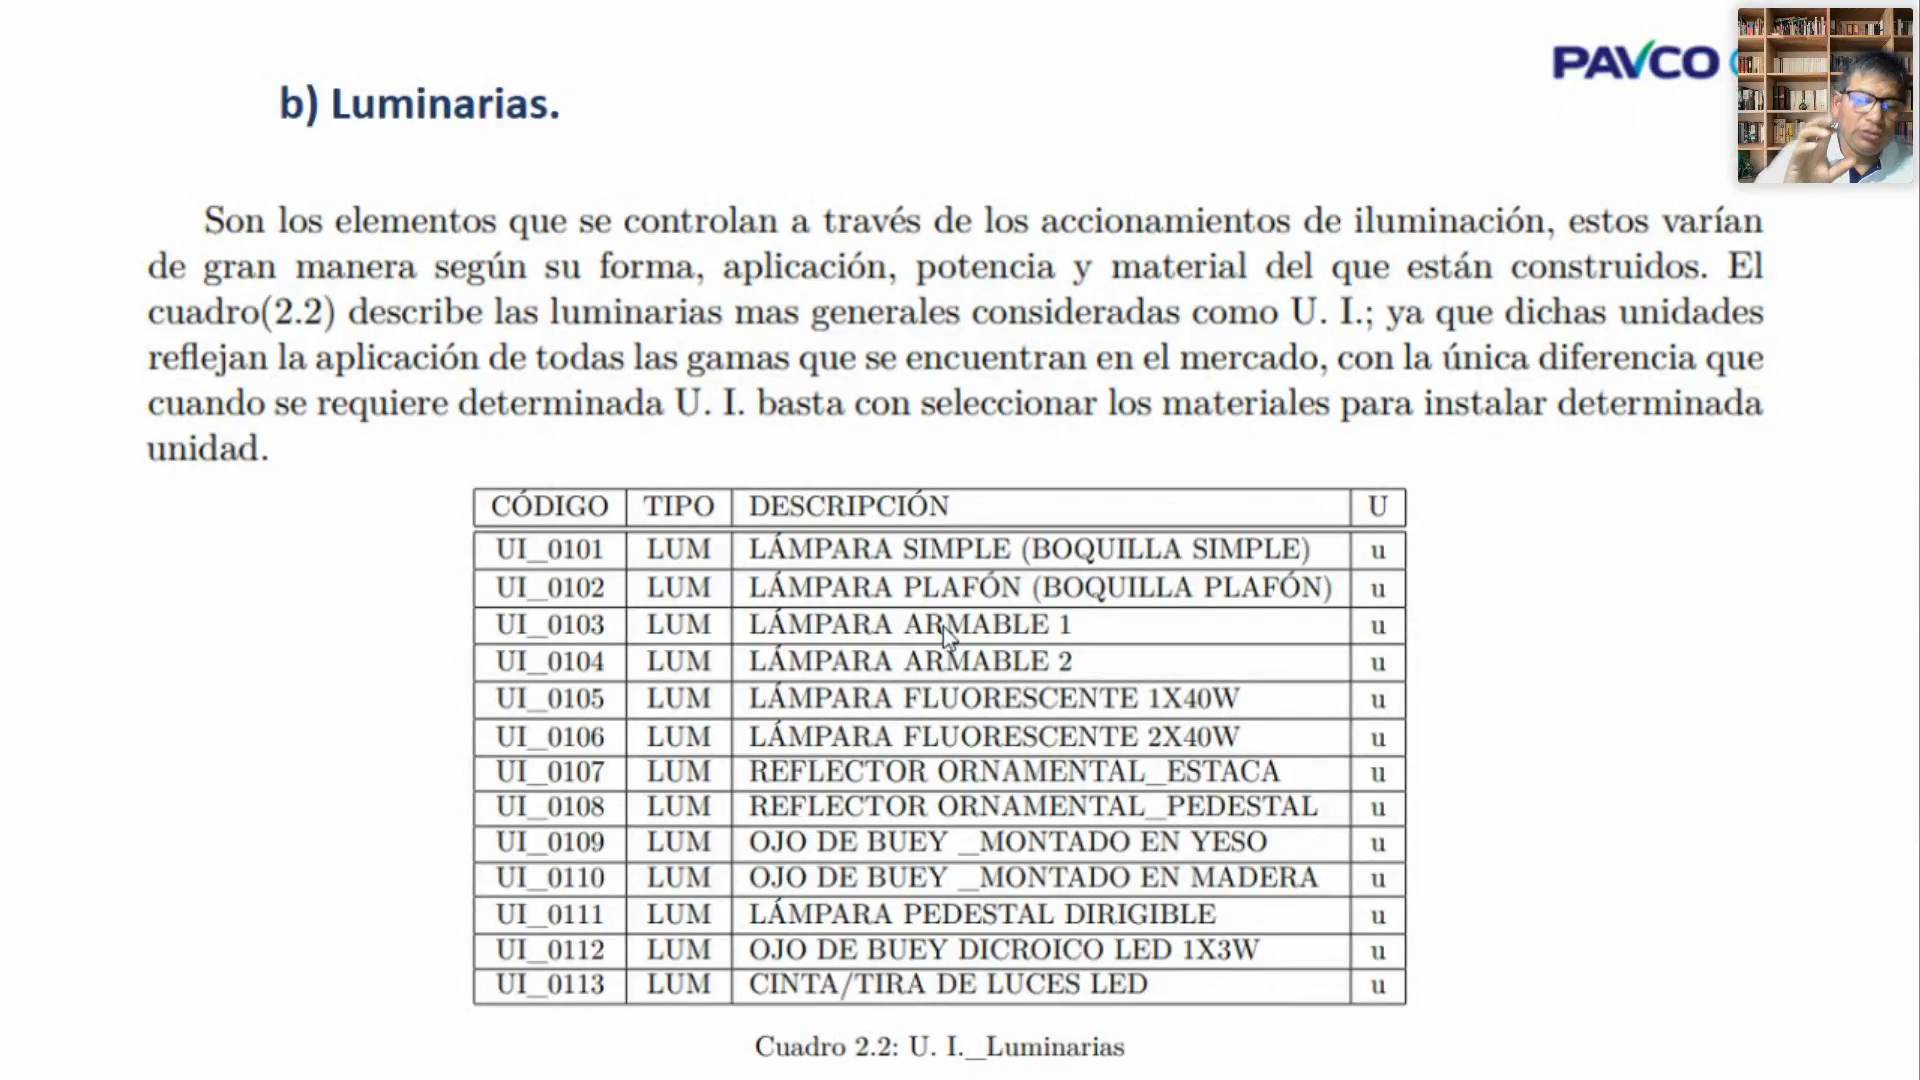 PAVCO
b) Luminarias.
Son los elementos que se controlan a través de los accionamientos de iluminación, estos varían
de gran manera según su forma, aplicación, potencia y material del que están construidos. El
cuadro(2.2) describe las luminarias mas generales consideradas como U. I.; ya que dichas unidades
reflejan la aplicación de todas las gamas que se encuentran en el mercado, con la única diferencia que
cuando se requiere determinada U. I. basta con seleccionar los materiales para instalar determinada
unidad.
CÓDIGO TIPO DESCRIPCIÓN U
UI_0101 LUM LÁMPARA SIMPLE (BOQUILLA SIMPLE) u
UI_0102 LUM LÁMPARA PLAFÓN (BOQUILLA PLAFÓN) u
UI_0103 LUM LÁMPARA ARMABLE 1 u
UI_0104 LUM LÁMPARA ARMABLE 2 u
UI_0105 LUM LÁMPARA FLUORESCENTE 1X40W u
UI_0106 LUM LÁMPARA FLUORESCENTE 2X40W u
UI_0107 LUM REFLECTOR ORNAMENTAL_ESTACA u
UI_0108 LUM REFLECTOR ORNAMENTAL_PEDESTAL u
UI_0109 LUM OJO DE BUEY _MONTADO EN YESO u
UI_0110 LUM OJO DE BUEY _MONTADO EN MADERA u
UI_0111 LUM LÁMPARA PEDESTAL DIRIGIBLE u
UI_0112 LUM OJO DE BUEY DICROICO LED 1X3W u
UI_0113 LUM CINTA/TIRA DE LUCES LED u
Cuadro 2.2: U. I._Luminarias